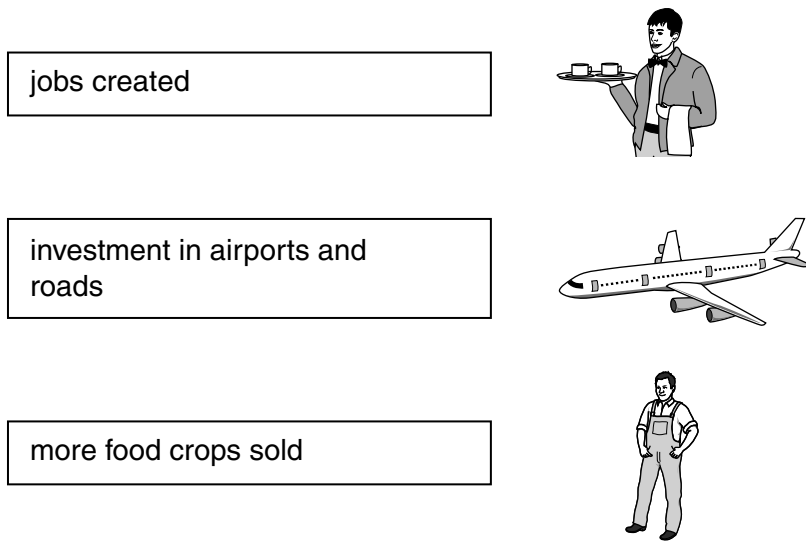 jobs created
investment in airports and
roads
more food crops sold